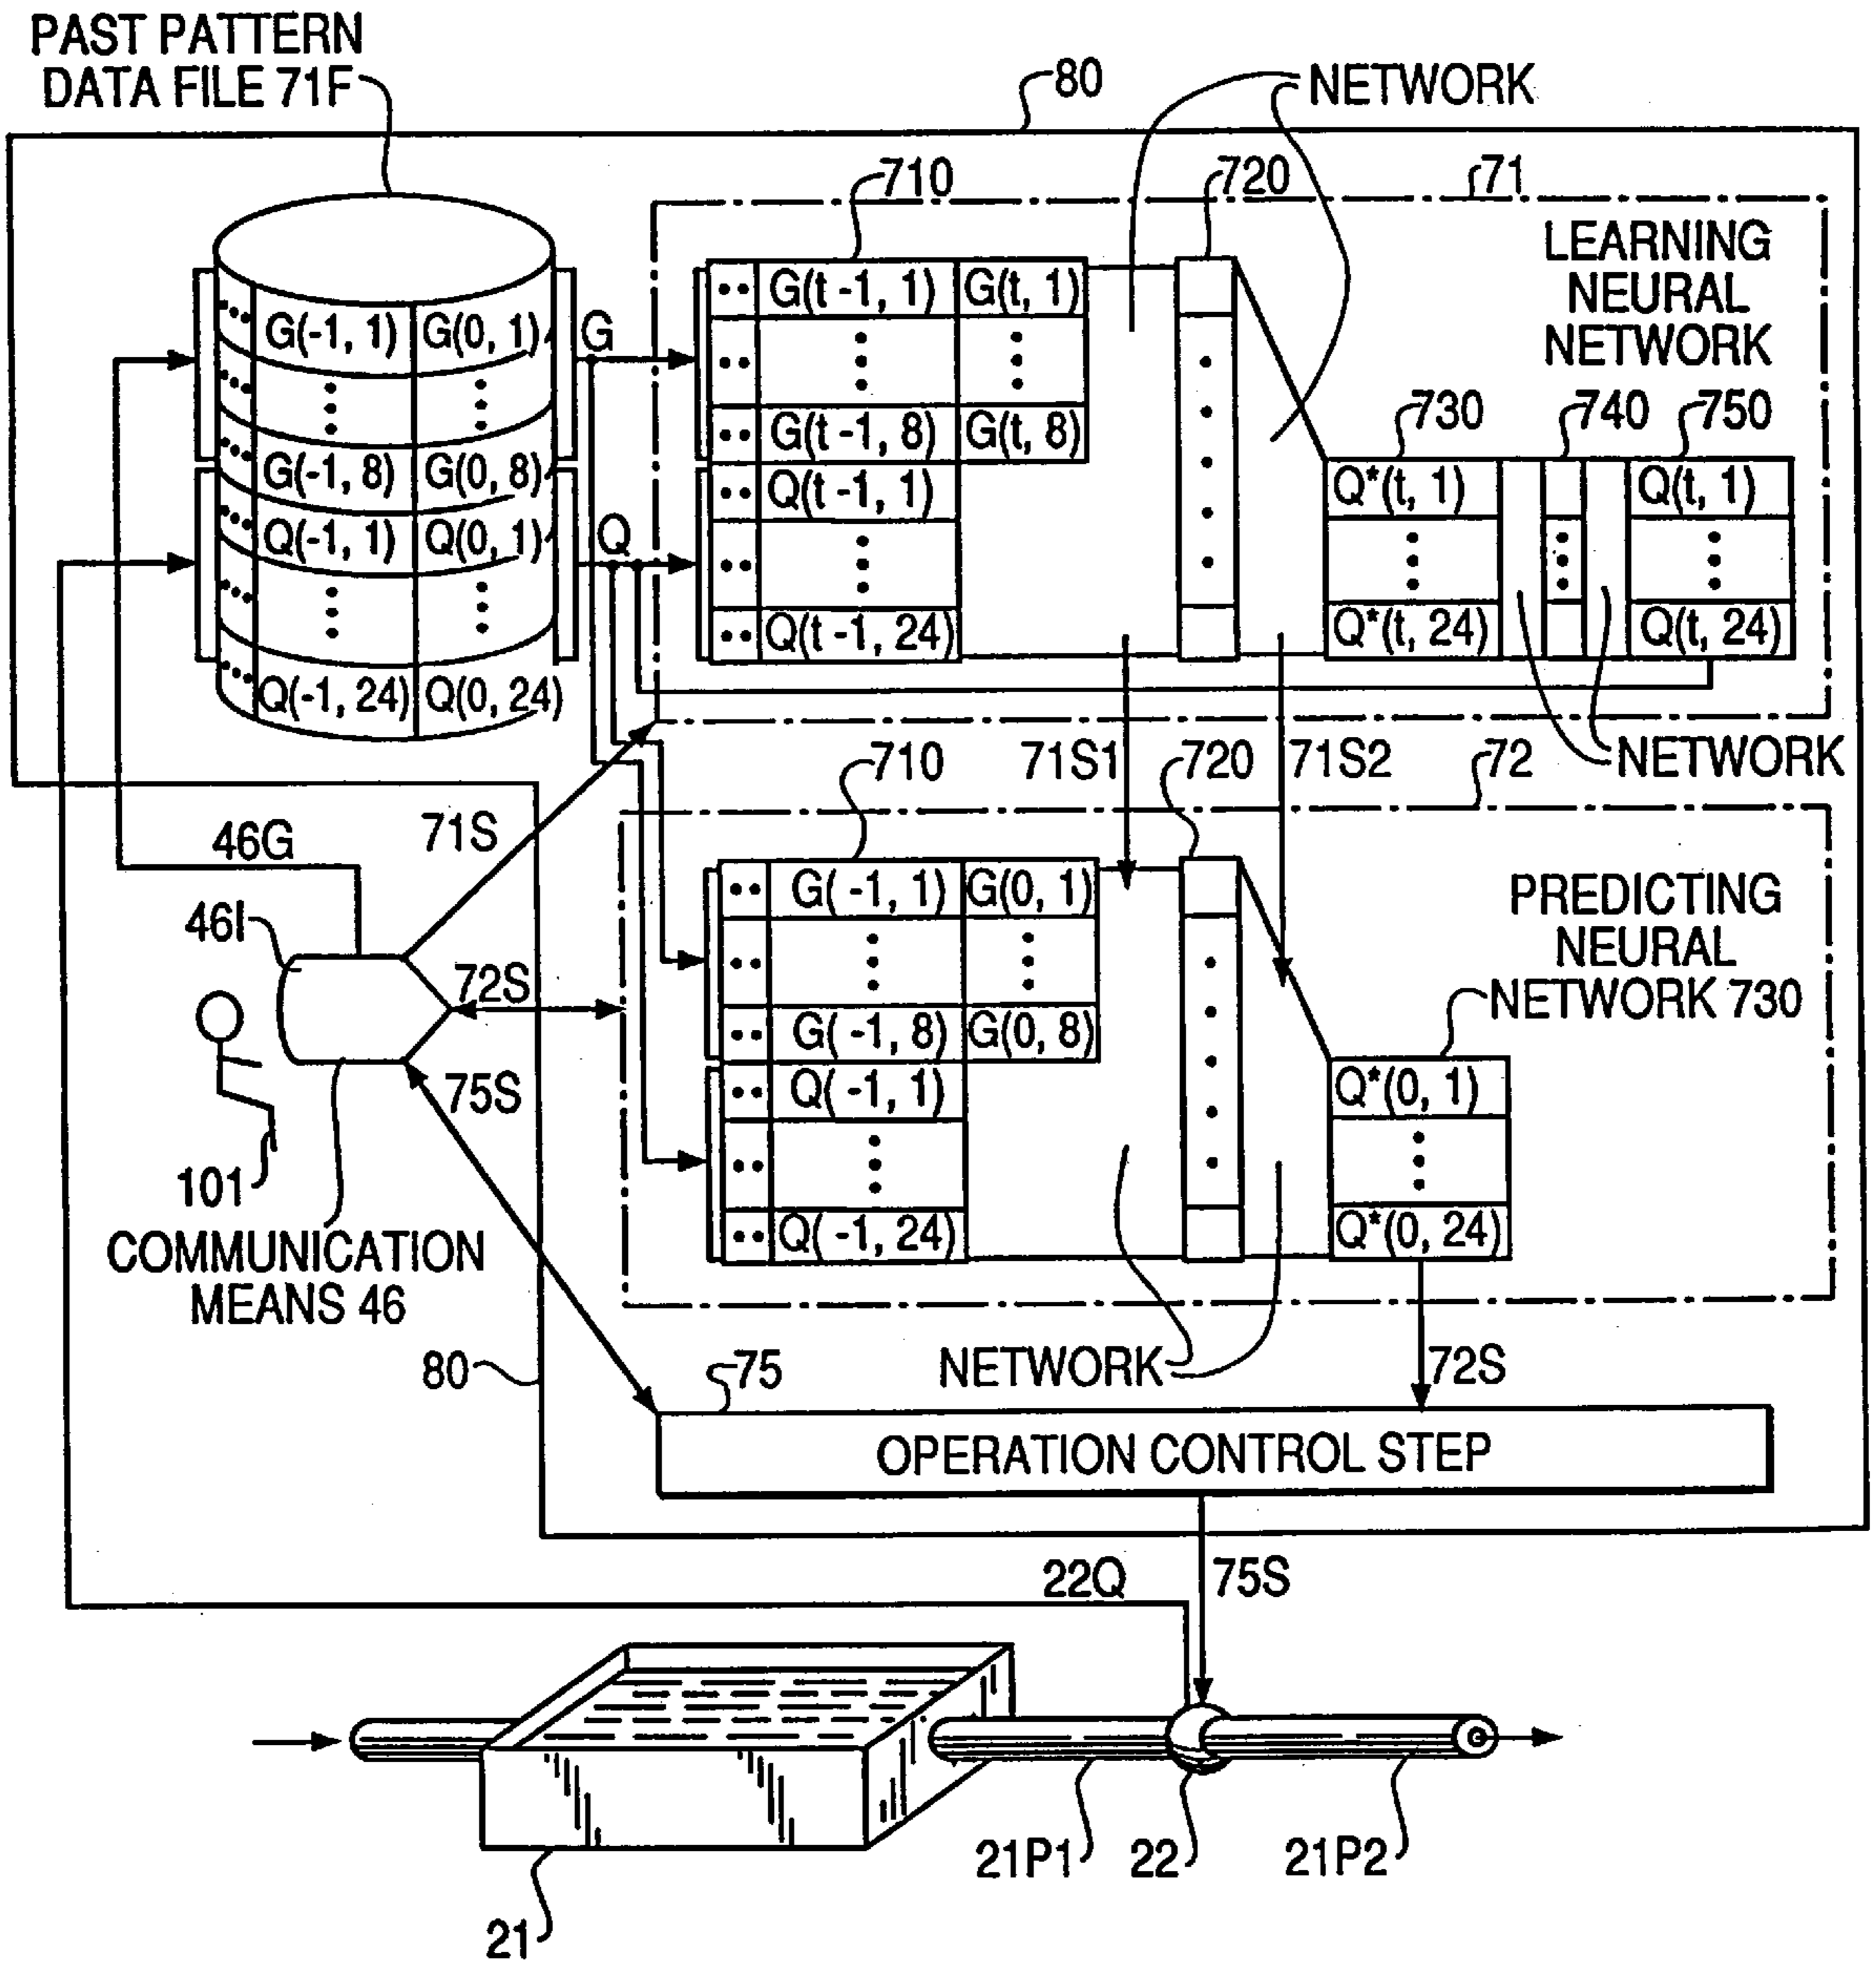 PAST PATTERN
DATA FILE 71F
80
NETWORK
710
720
71
LEARNING
NEURAL
NETWORK
G(-1, 1) G(0, 1)
G(-1, 8) G(0, 8)
Q(-1, 1) Q(0, 1)
Q(-1, 24) Q(0, 24)
G
Q
G(t -1, 1) G(t, 1)
G(t -1, 8) G(t, 8)
Q(t -1, 1)
Q(t -1, 24)
730
740
750
Q*(t, 1)
Q(t, 1)
Q*(t, 24)
Q(t, 24)
NETWORK
71S
71S1
71S2
710
720
72
46G
46I
72S
75S
101
COMMUNICATION
MEANS 46
G( -1, 1) G(0, 1)
G( -1, 8) G(0, 8)
Q( -1, 1)
Q( -1, 24)
PREDICTING
NEURAL
NETWORK 730
Q*(0, 1)
Q*(0, 24)
NETWORK
72S
80
75
OPERATION CONTROL STEP
22Q
75S
21P1
22
21P2
21